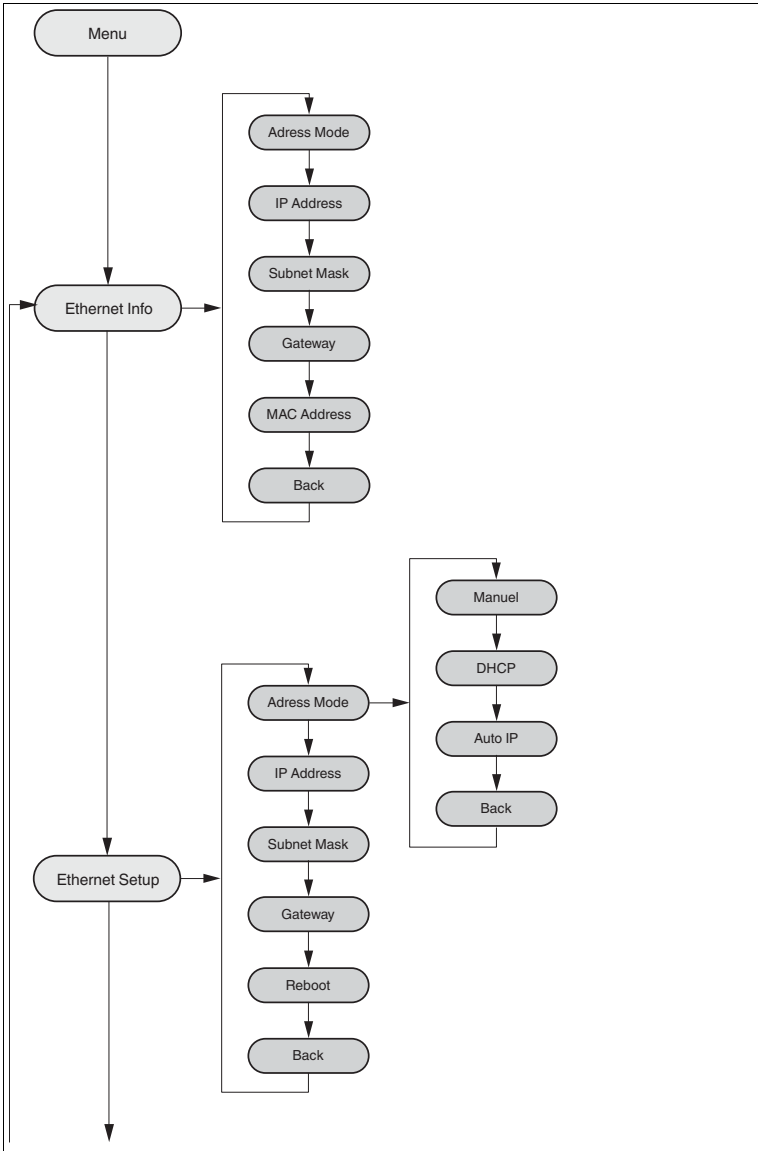 Menu
Ethernet Info
Adress Mode
IP Address
Subnet Mask
Gateway
MAC Address
Back
Ethernet Setup
Adress Mode
IP Address
Subnet Mask
Gateway
Reboot
Back
Manuel
DHCP
Auto IP
Back